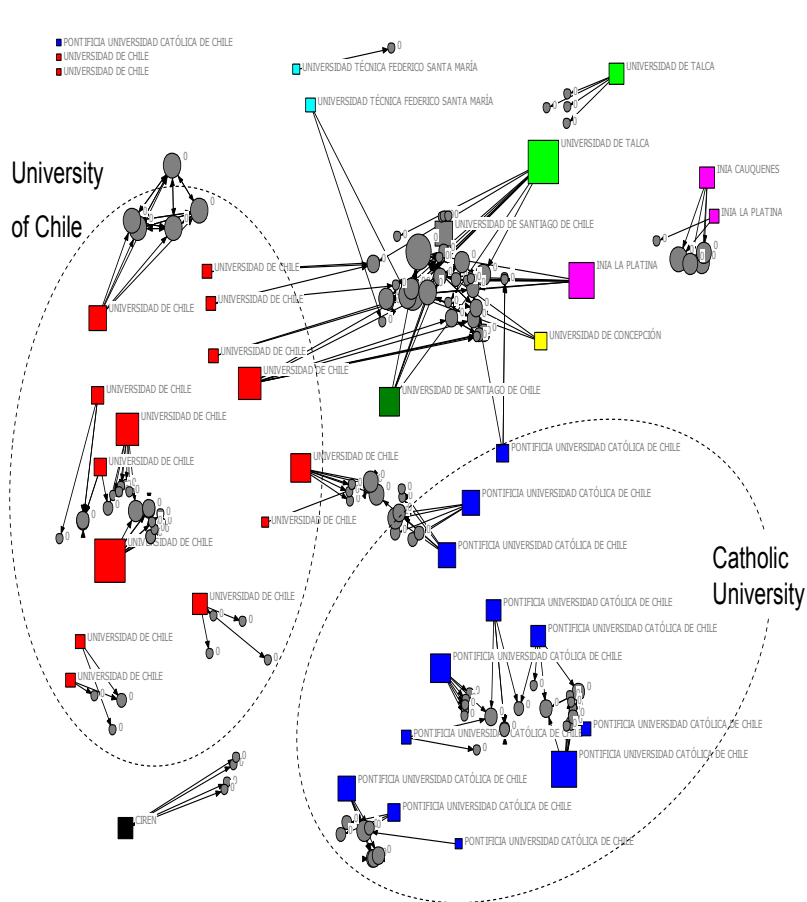 PONTIFICIA UNIVERSIDAD CATÓLICA DE CHILE
UNIVERSIDAD DE CHILE
UNIVERSIDAD DE CHILE
0
UNIVERSIDAD TÉCNICA FEDERICO SANTA MARÍA
UNIVERSIDAD DE TALCA
UNIVERSIDAD TÉCNICA FEDERICO SANTA MARÍA
UNIVERSIDAD DE TALCA
University
of Chile
0
INIA CAUQUENES
INIA LA PLATINA
UNIVERSIDAD DE SANTIAGO DE CHILE
UNIVERSIDAD DE CHILE
INIA LA PLATINA
UNIVERSIDAD DE CHILE
UNIVERSIDAD DE CHILE
UNIVERSIDAD DE CONCEPCIÓN
UNIVERSIDAD DE CHILE
UNIVERSIDAD DE CHILE
UNIVERSIDAD DE CHILE
UNIVERSIDAD DE SANTIAGO DE CHILE
UNIVERSIDAD DE CHILE
PONTIFICIA UNIVERSIDAD CATÓLICA DE CHILE
UNIVERSIDAD DE CHILE
UNIVERSIDAD DE CHILE
PONTIFICIA UNIVERSIDAD CATÓLICA DE CHILE
UNIVERSIDAD DE CHILE
UNIVERSIDAD DE CHILE
PONTIFICIA UNIVERSIDAD CATÓLICA DE CHILE
Catholic
University
UNIVERSIDAD DE CHILE
PONTIFICIA UNIVERSIDAD CATÓLICA DE CHILE
PONTIFICIA UNIVERSIDAD CATÓLICA DE CHILE
UNIVERSIDAD DE CHILE
PONTIFICIA UNIVERSIDAD CATÓLICA DE CHILE
UNIVERSIDAD DE CHILE
PONTIFICIA UNIVERSIDAD CATÓLICA DE CHILE
PONTIFICIA UNIVERSIDAD CATÓLICA DE CHILE
PONTIFICIA UNIVERSIDAD CATÓLICA DE CHILE
PONTIFICIA UNIVERSIDAD CATÓLICA DE CHILE
PONTIFICIA UNIVERSIDAD CATÓLICA DE CHILE
CIREN
PONTIFICIA UNIVERSIDAD CATÓLICA DE CHILE